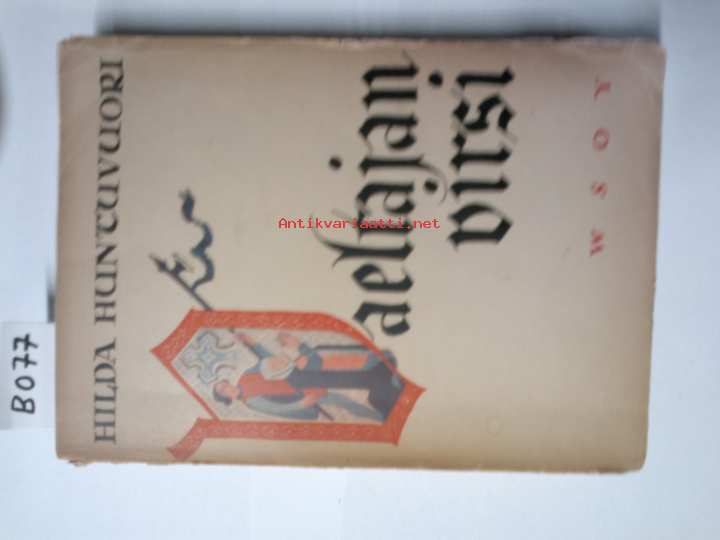 HILDA HUNTUVUORI
Vaeltajan
virsi
WSOY
B077
Antikvariaatti.net